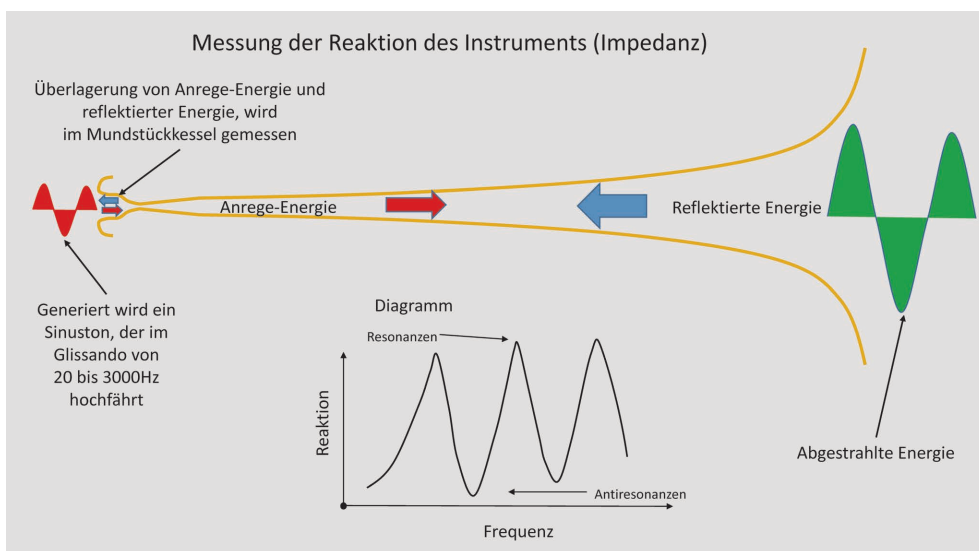 Messung der Reaktion des Instruments (Impedanz)
Überlagerung von Anrege-Energie und
reflektierter Energie, wird
im Mundstückkessel gemessen
Anrege-Energie
Reflektierte Energie
Generiert wird ein
Sinuston, der im
Glissando von
20 bis 3000Hz
hochfährt
Diagramm
Resonanzen
Reaktion
Antiresonanzen
Frequenz
Abgestrahlte Energie